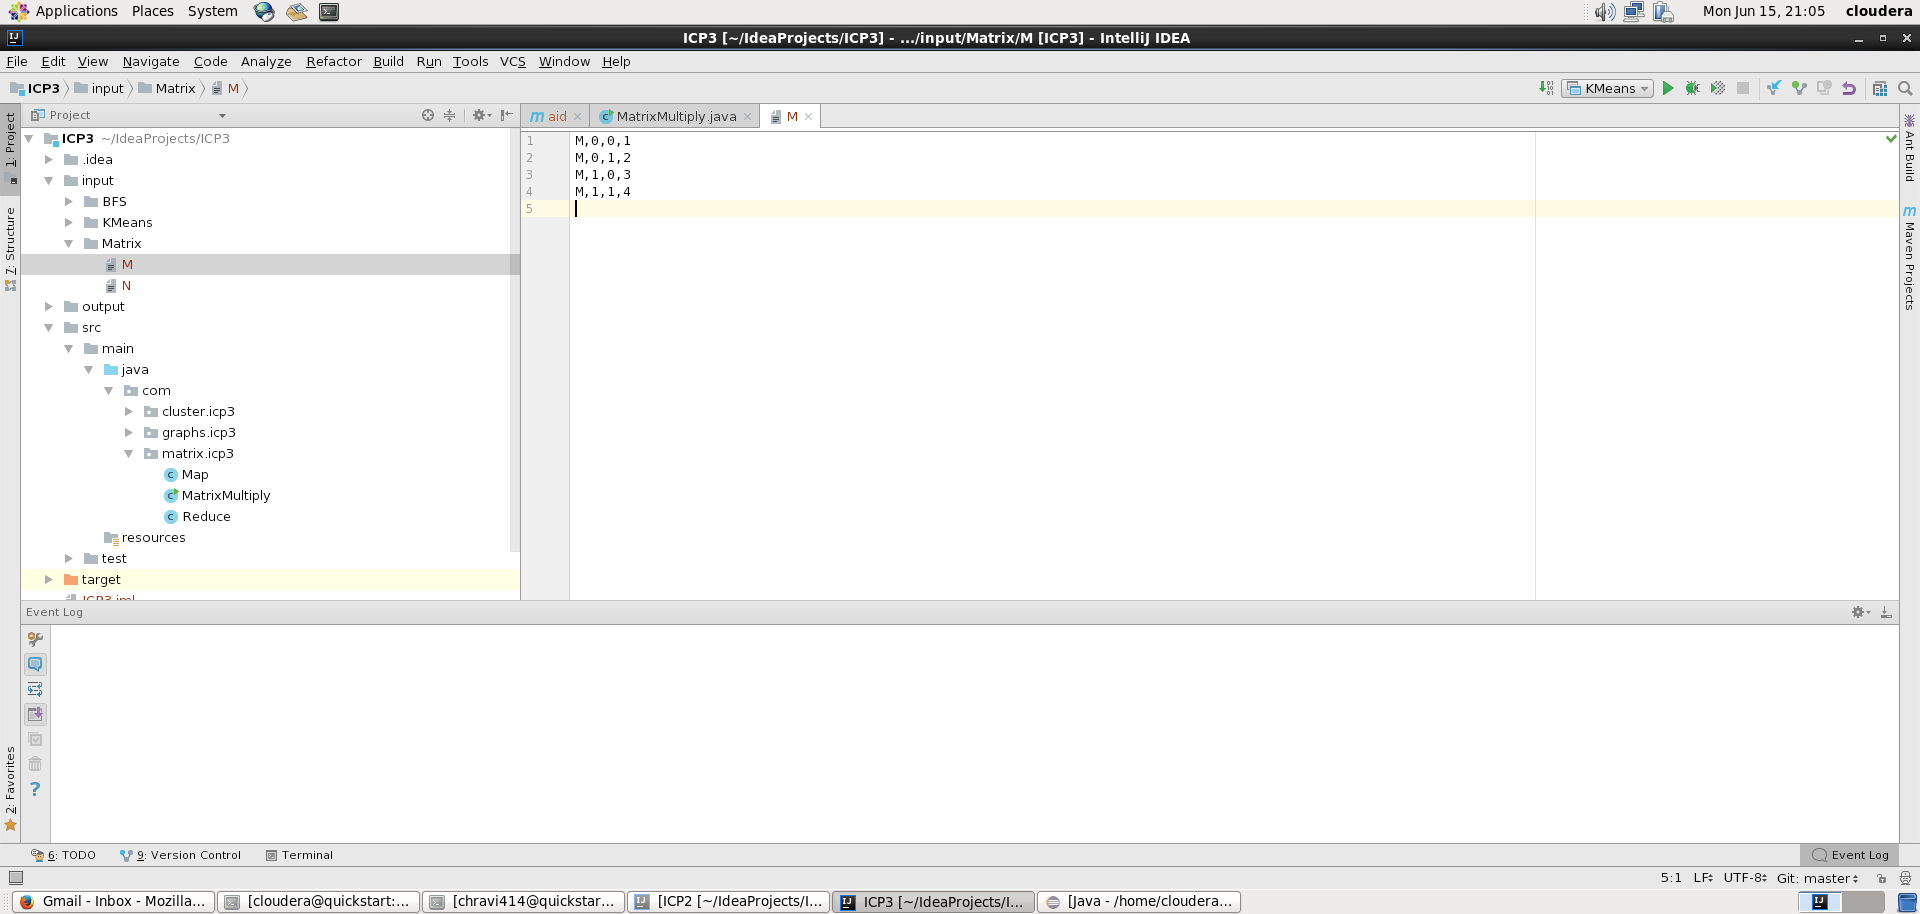 Applications Places System Mon Jun 15, 21:05 cloudera
ICP3 [~/IdeaProjects/ICP3] - .../input/Matrix/M [ICP3] - IntelliJ IDEA
File Edit View Navigate Code Analyze Refactor Build Run Tools VCS Window Help
ICP3 input Matrix M KMeans
Project
m aid MatrixMultiply.java M
1: Project
7: Structure
2: Favorites
ICP3 ~/IdeaProjects/ICP3
.idea
input
BFS
KMeans
Matrix
M
N
output
src
main
java
com
cluster.icp3
graphs.icp3
matrix.icp3
Map
MatrixMultiply
Reduce
resources
test
target
ICP3.iml
1 M,0,0,1
2 M,0,1,2
3 M,1,0,3
4 M,1,1,4
5
Ant Build
Maven Projects
Event Log
6: TODO 9: Version Control Terminal Event Log
5:1 LF UTF-8 Git: master
Gmail - Inbox - Mozilla... [cloudera@quickstart:... [chravi414@quickstar... [ICP2 [~/IdeaProjects/I... ICP3 [~/IdeaProjects/I... [Java - /home/cloudera...